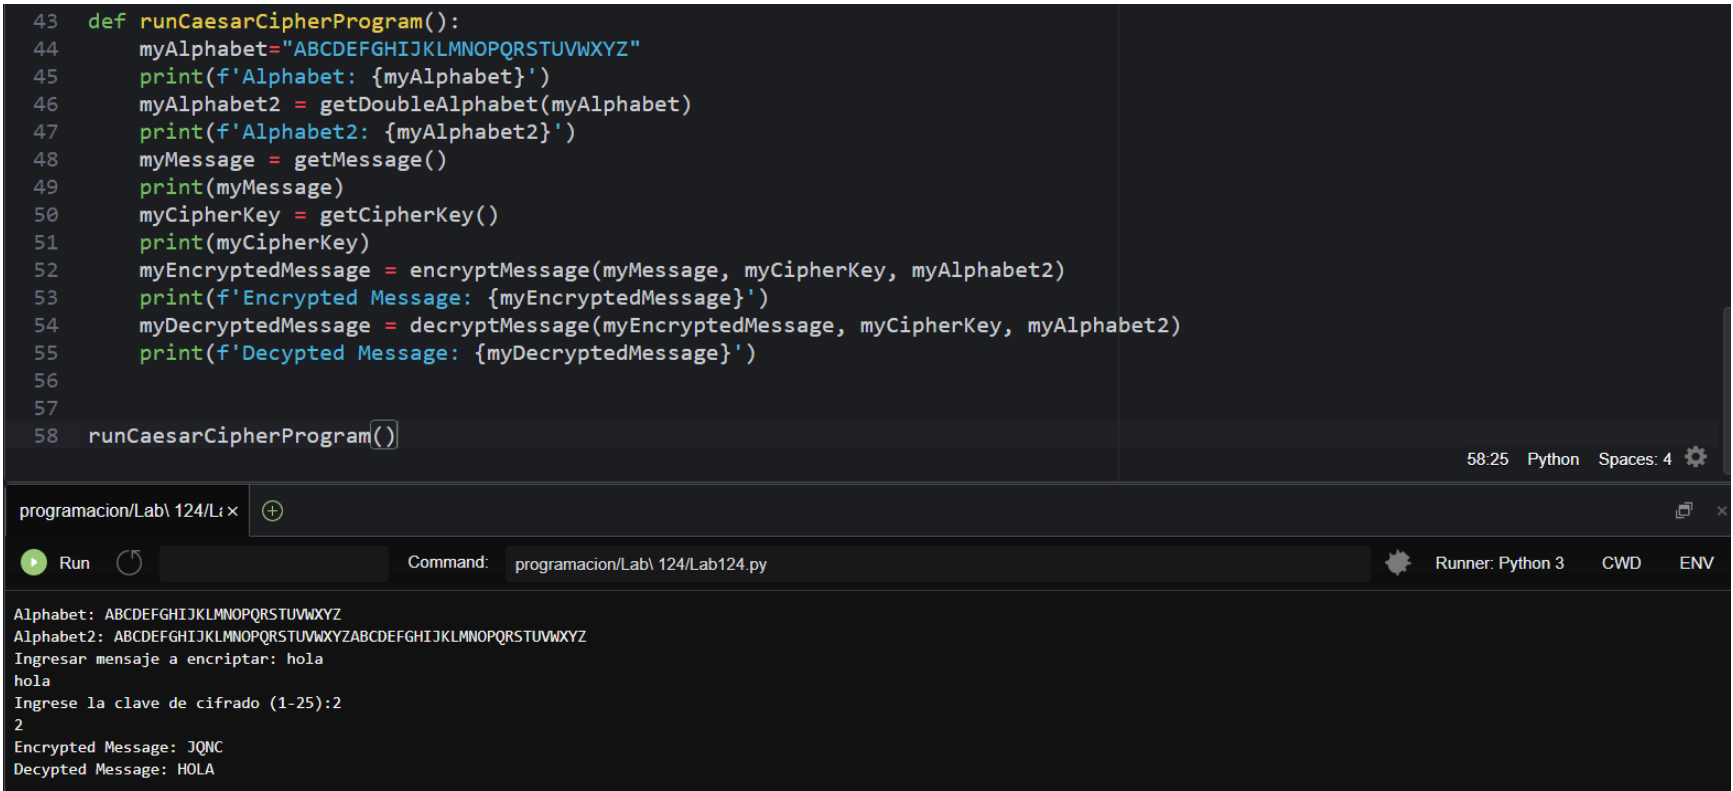 43 def runCaesarCipherProgram():
44 myAlphabet="ABCDEFGHIJKLMNOPQRSTUVWXYZ"
45 print(f'Alphabet: {myAlphabet}')
46 myAlphabet2 = getDoubleAlphabet(myAlphabet)
47 print(f'Alphabet2: {myAlphabet2}')
48 myMessage = getMessage()
49 print(myMessage)
50 myCipherKey = getCipherKey()
51 print(myCipherKey)
52 myEncryptedMessage = encryptMessage(myMessage, myCipherKey, myAlphabet2)
53 print(f'Encrypted Message: {myEncryptedMessage}')
54 myDecryptedMessage = decryptMessage(myEncryptedMessage, myCipherKey, myAlphabet2)
55 print(f'Decypted Message: {myDecryptedMessage}')
56
57
58 runCaesarCipherProgram()
58:25 Python Spaces: 4
programacion/Lab\ 124/La
Run Command: programacion/Lab\ 124/Lab124.py Runner: Python 3 CWD ENV
Alphabet: ABCDEFGHIJKLMNOPQRSTUVWXYZ
Alphabet2: ABCDEFGHIJKLMNOPQRSTUVWXYZABCDEFGHIJKLMNOPQRSTUVWXYZ
Ingresar mensaje a encriptar: hola
hola
Ingrese la clave de cifrado (1-25):2
2
Encrypted Message: JQNC
Decypted Message: HOLA